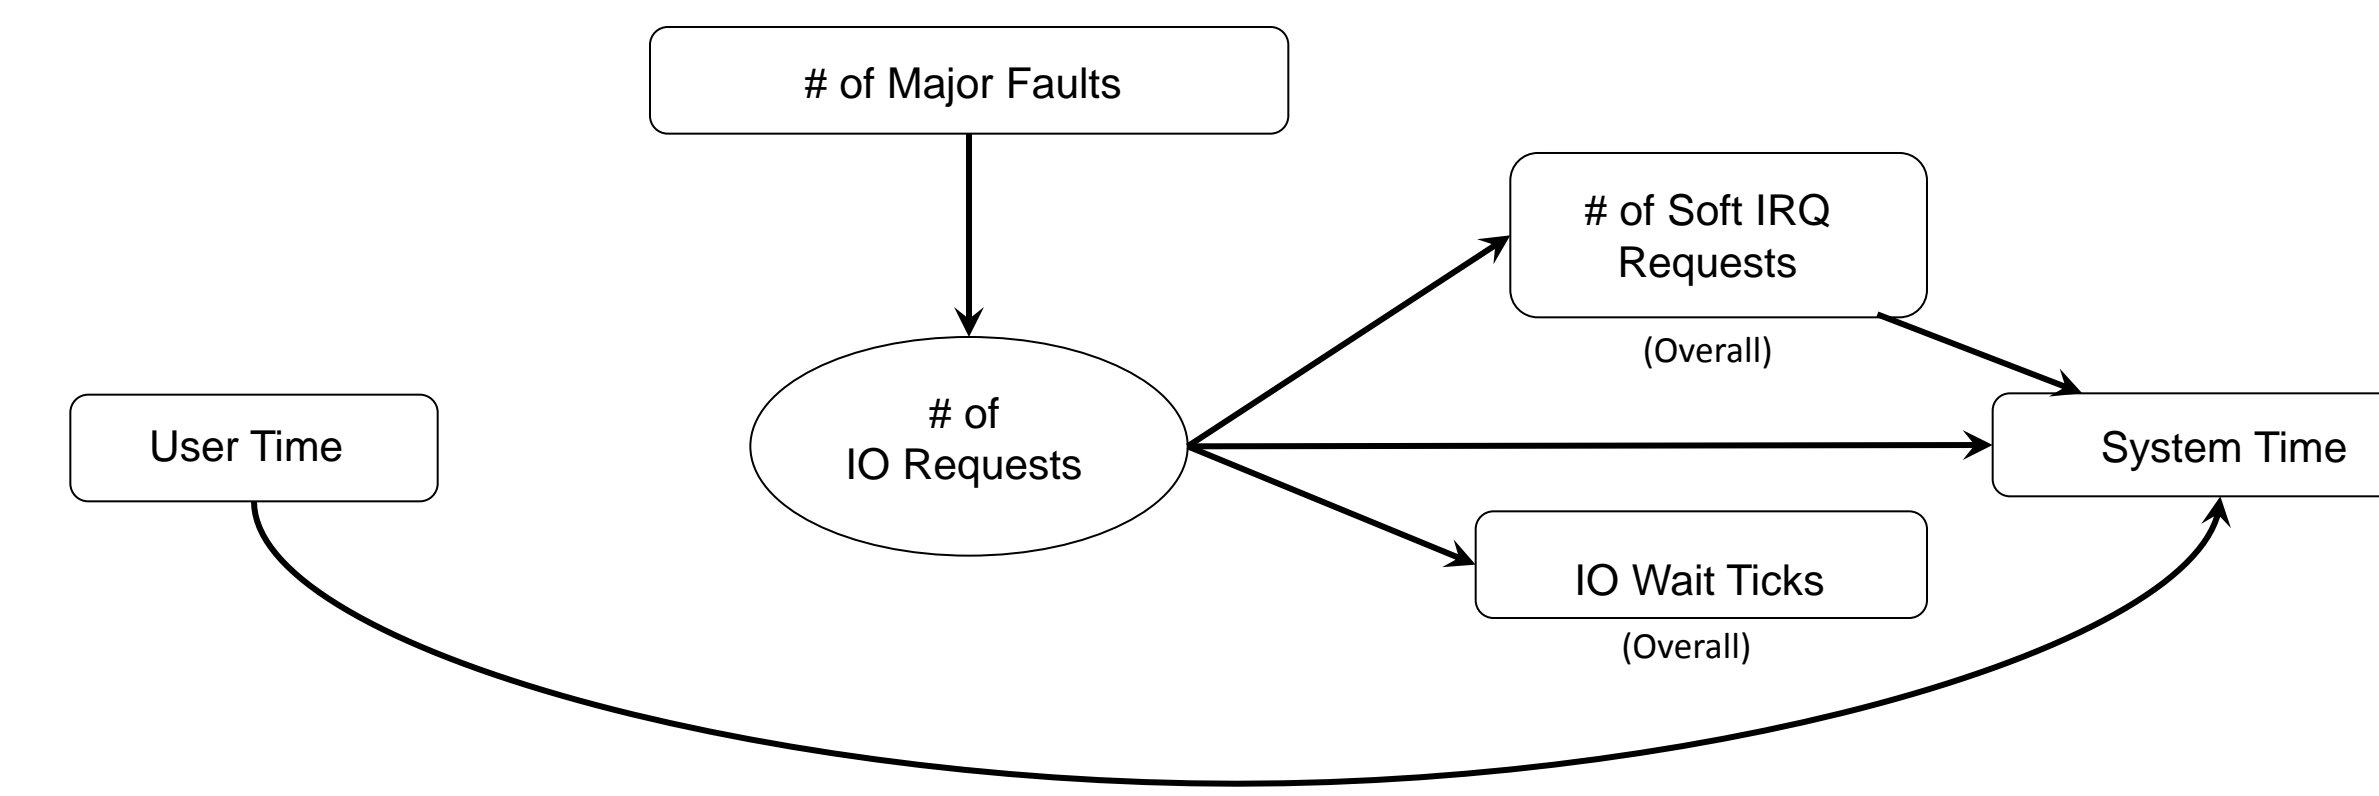 # of Major Faults
# of Soft IRQ
Requests
(Overall)
User Time
# of
IO Requests
System Time
IO Wait Ticks
(Overall)